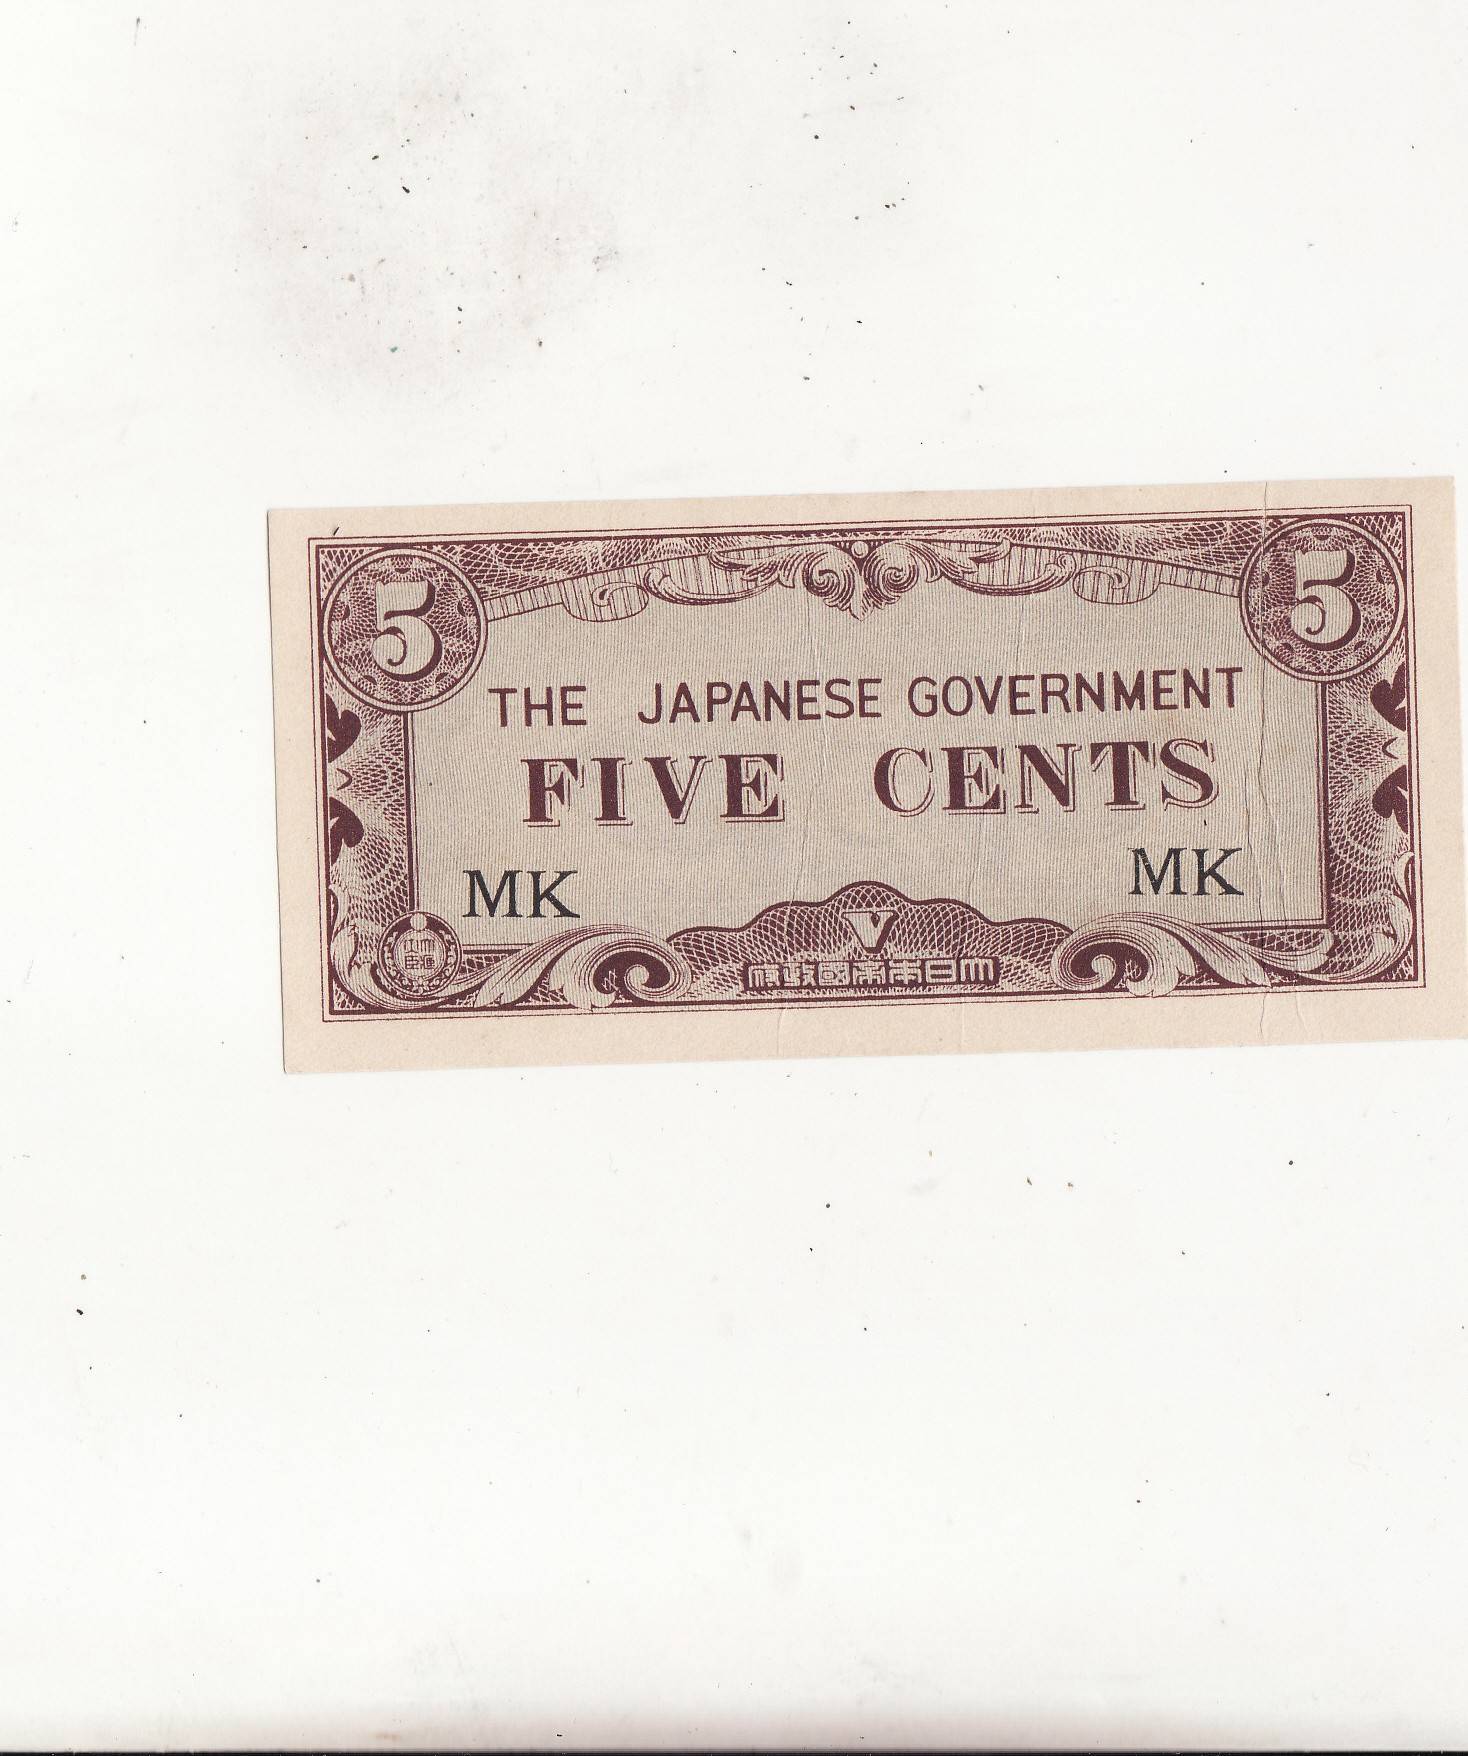 5 5
THE JAPANESE GOVERNMENT
FIVE CENTS
MK MK
V
大日本帝國政府